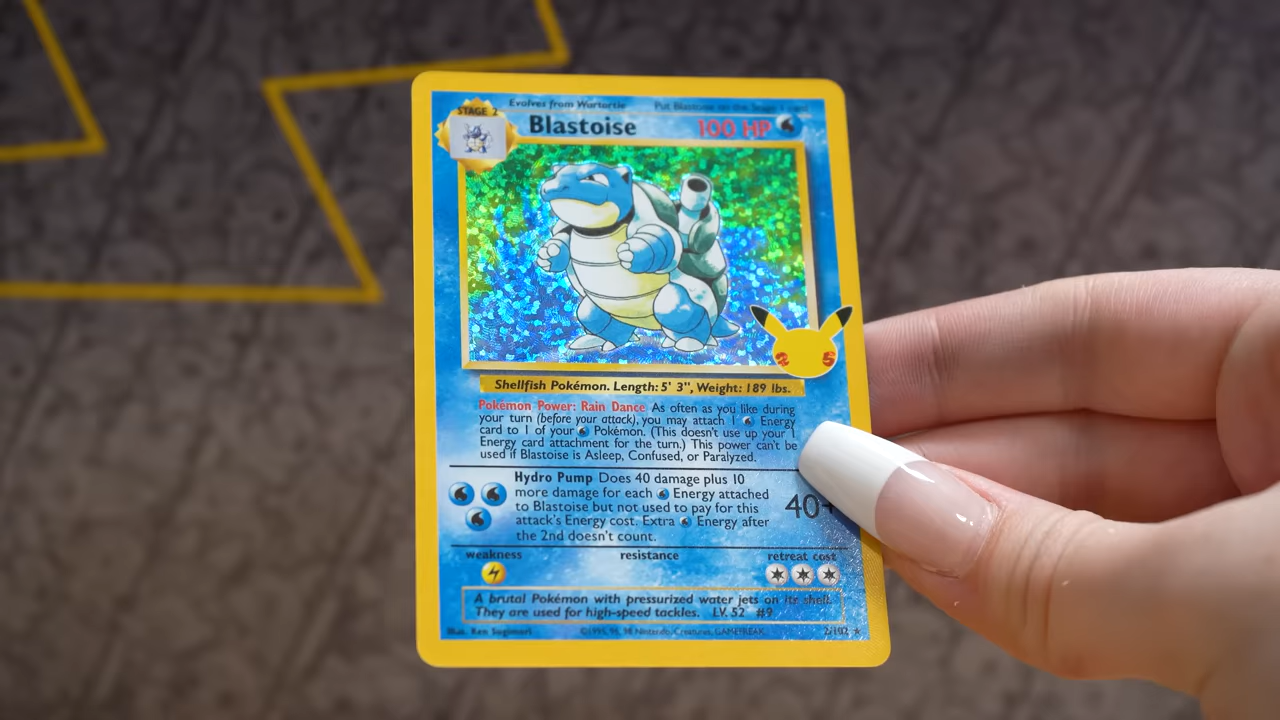 Evolves from Wartortle Put Blastoise on the Stage 1 card
STAGE 2
Blastoise 100 HP
25
Shellfish Pokémon. Length: 5' 3", Weight: 189 lbs.
Pokemon Power: Rain Dance As often as you like during
your turn (before your attack), you may attach 1 Energy
card to 1 of your Pokémon. (This doesn't use up your 1
Energy card attachment for the turn.) This power can't be
used if Blastoise is Asleep, Confused, or Paralyzed.
Hydro Pump Does 40 damage plus 10
more damage for each Energy attached
to Blastoise but not used to pay for this
attack's Energy cost. Extra Energy after
the 2nd doesn't count.
40+
weakness resistance retreat cost
A brutal Pokémon with pressurized water jets on its shell.
They are used for high-speed tackles. LV. 52 #9
Illus. Ken Sugimori ©1995, 96, 98 Nintendo, Creatures, GAMEFREAK. 2/102 ★